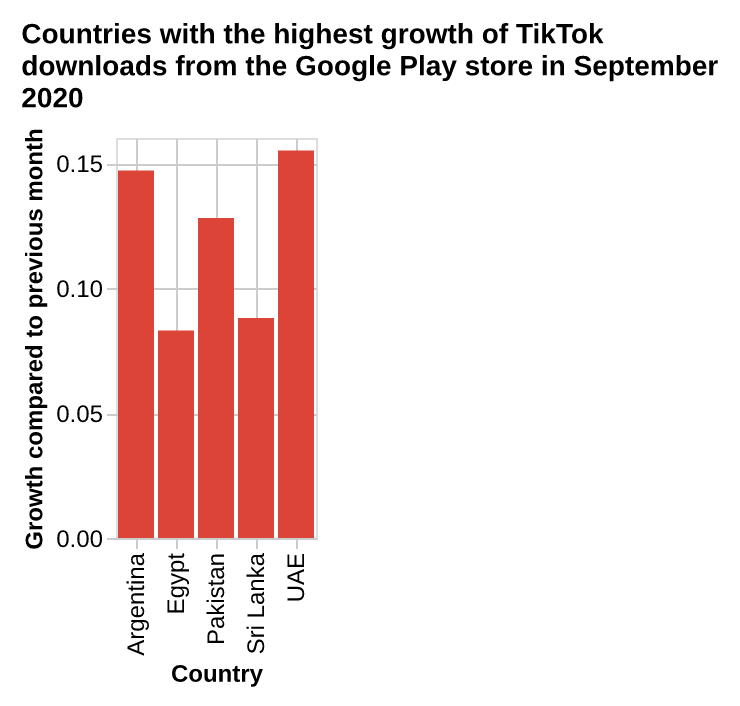 Countries with the highest growth of TikTok
downloads from the Google Play store in September
2020
Growth compared to previous month
0.15
0.10
0.05
0.00
Argentina
Egypt
Pakistan
Sri Lanka
UAE
Country